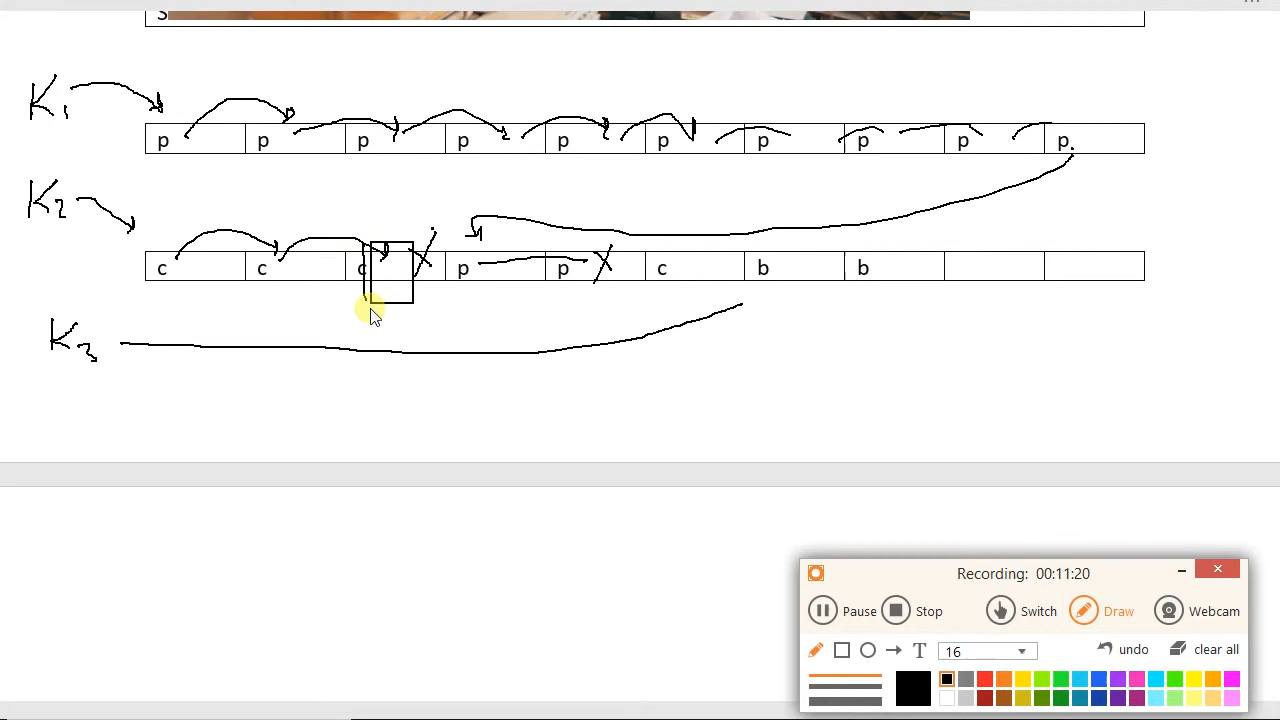 S
K1
p p p p p p p p p p.
K2
c c c p p c b b
K3
Recording: 00:11:20
Pause Stop Switch Draw Webcam
T 16 undo clear all